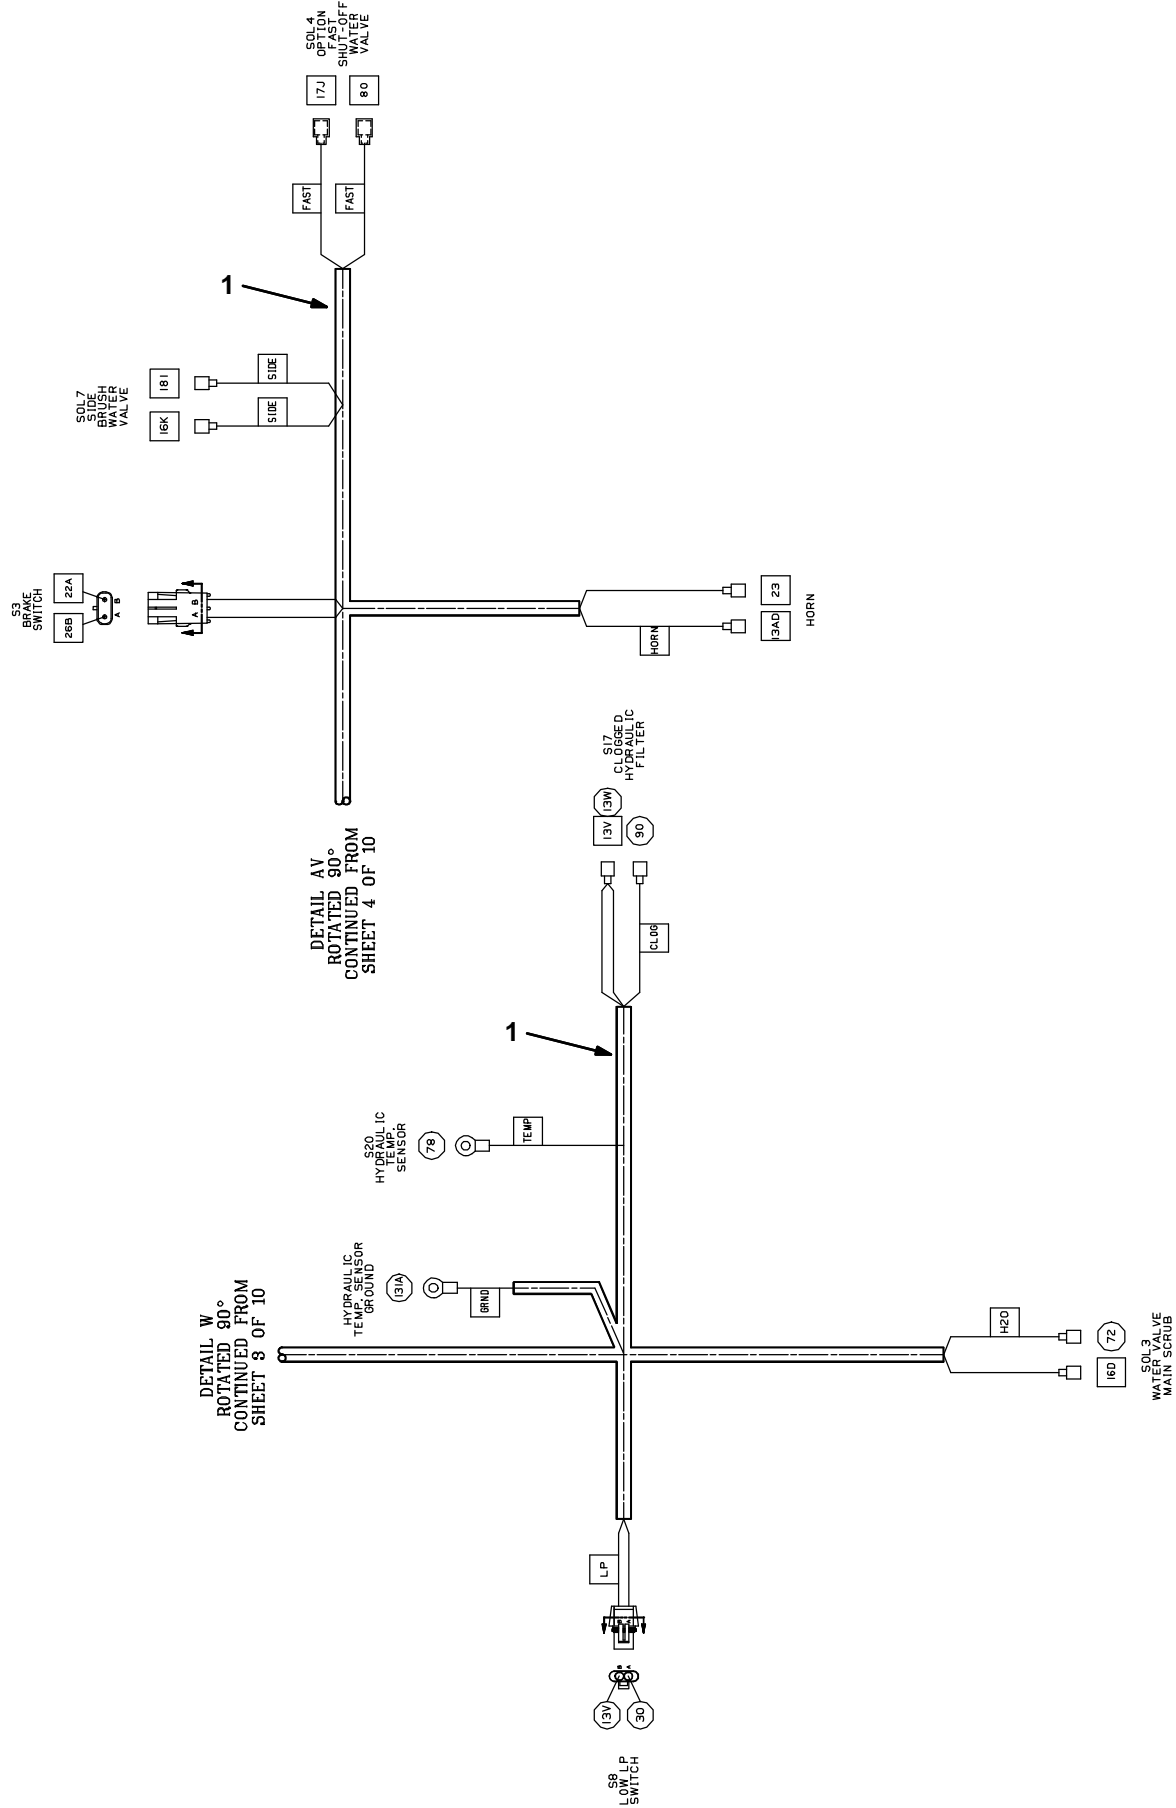 SOL4
OPTION
FAST
SHUT-OFF
WATER
VALVE
17J
80
FAST
FAST
1
SOL7
SIDE
BRUSH
WATER
VALVE
181
16K
SIDE
SIDE
S3
BRAKE
SWITCH
22A
26B
A B
A B
HORN
23
13AD
HORN
DETAIL AV
ROTATED 90°
CONTINUED FROM
SHEET 4 OF 10
S17
CLOGGED
HYDRAULIC
FILTER
13V
13W
90
CLOG
1
S20
HYDRAULIC
TEMP.
SENSOR
78
TEMP
HYDRAULIC
TEMP. SENSOR
GROUND
131A
GRND
DETAIL W
ROTATED 90°
CONTINUED FROM
SHEET 3 OF 10
H2O
72
16D
SOL3
WATER VALVE
MAIN SCRUB
LP
B
A
B
A
13V
30
S8
LOW LP
SWITCH